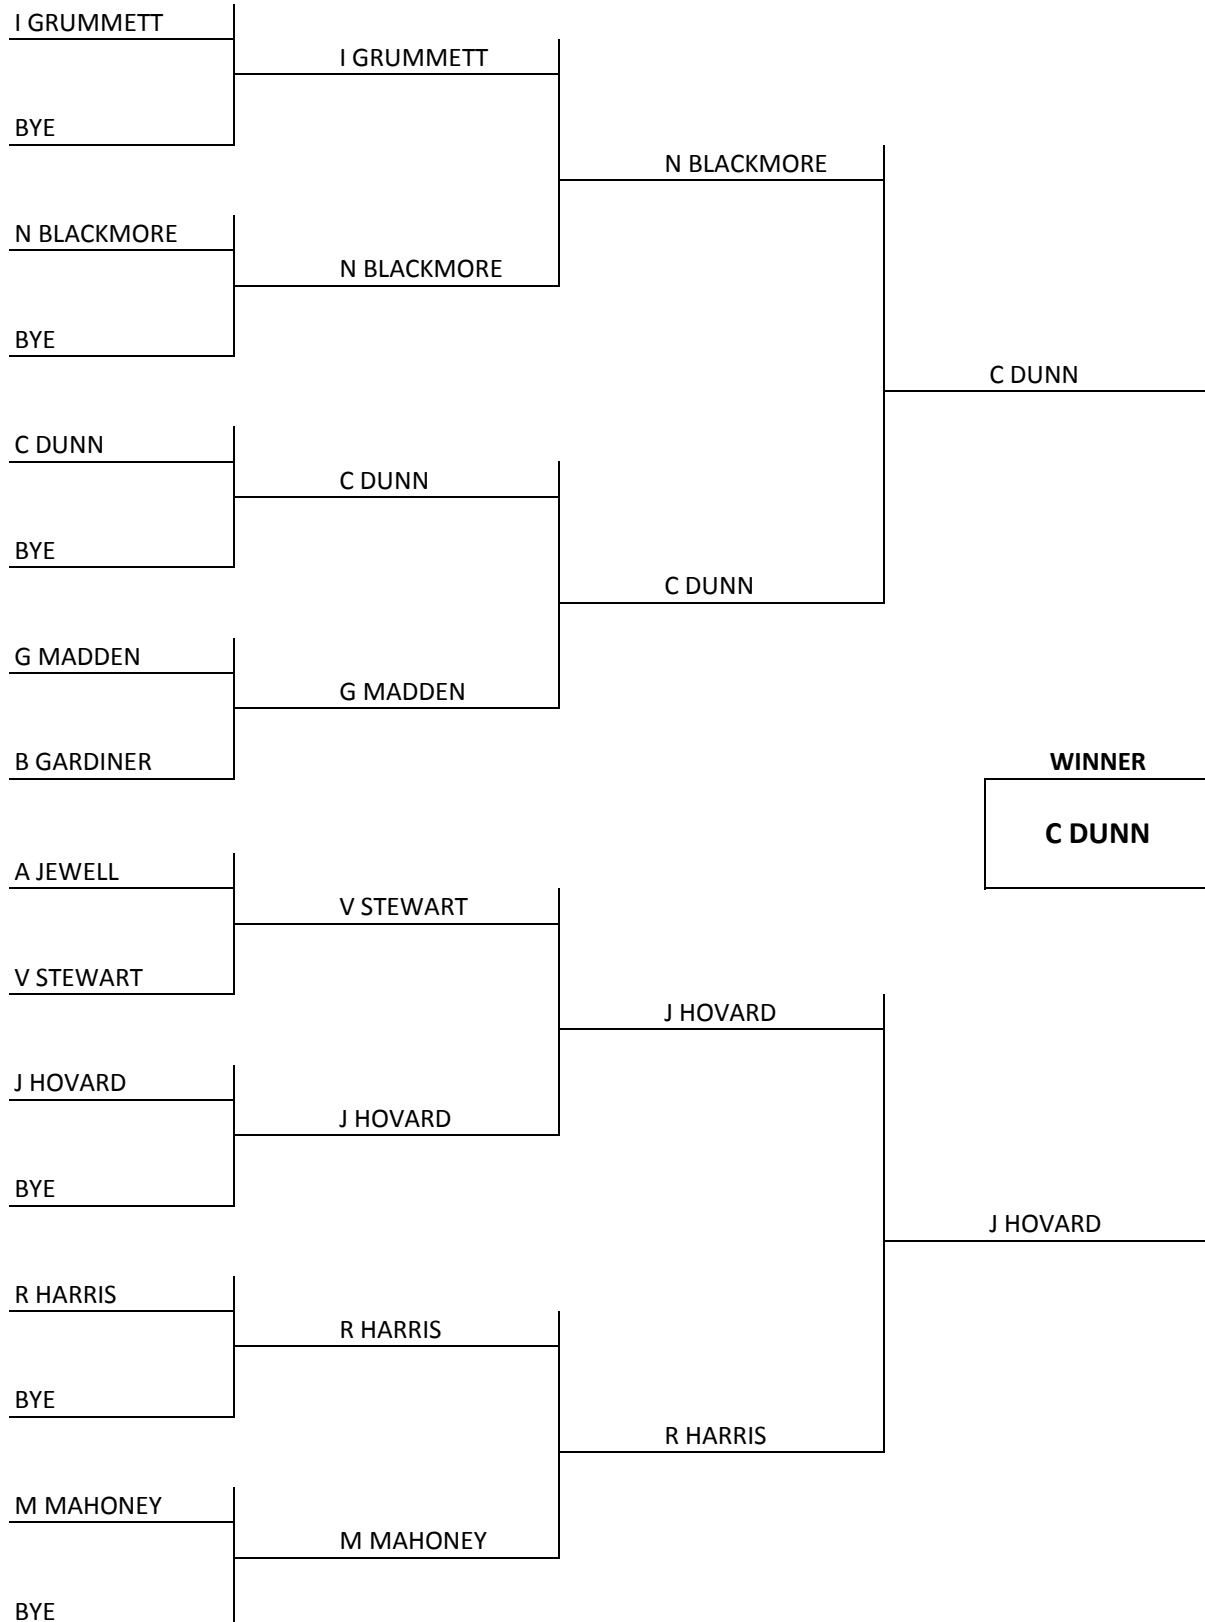 I GRUMMETT
I GRUMMETT
BYE
N BLACKMORE
N BLACKMORE
N BLACKMORE
BYE
C DUNN
C DUNN
C DUNN
BYE
C DUNN
G MADDEN
G MADDEN
B GARDINER
WINNER
C DUNN
A JEWELL
V STEWART
V STEWART
J HOVARD
J HOVARD
J HOVARD
BYE
J HOVARD
R HARRIS
R HARRIS
BYE
R HARRIS
M MAHONEY
M MAHONEY
BYE